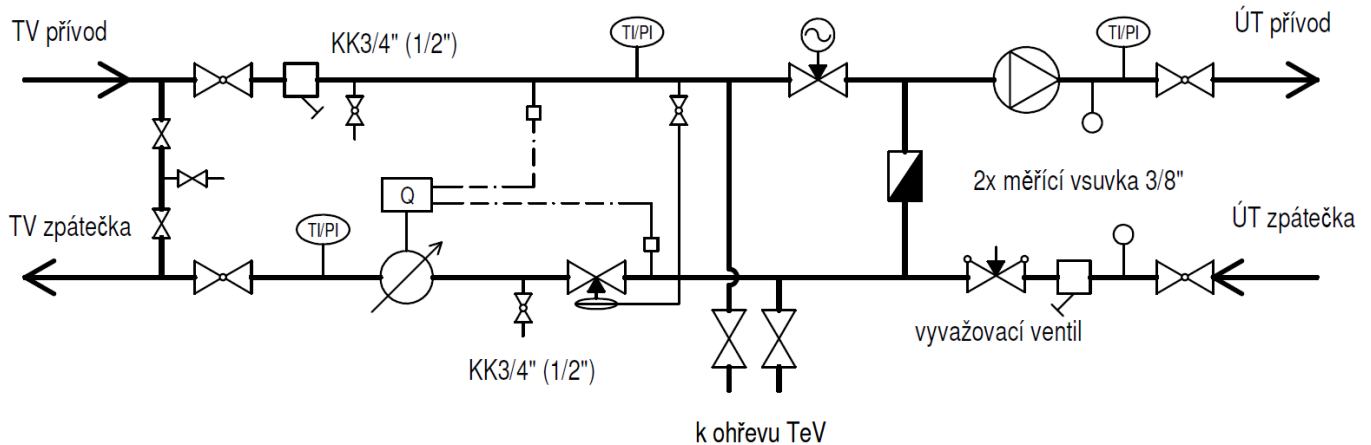 TV přívod
KK3/4" (1/2")
TI/PI
TI/PI
ÚT přívod
2x měřící vsuvka 3/8"
Q
TV zpátečka
TI/PI
ÚT zpátečka
vyvažovací ventil
KK3/4" (1/2")
k ohřevu TeV